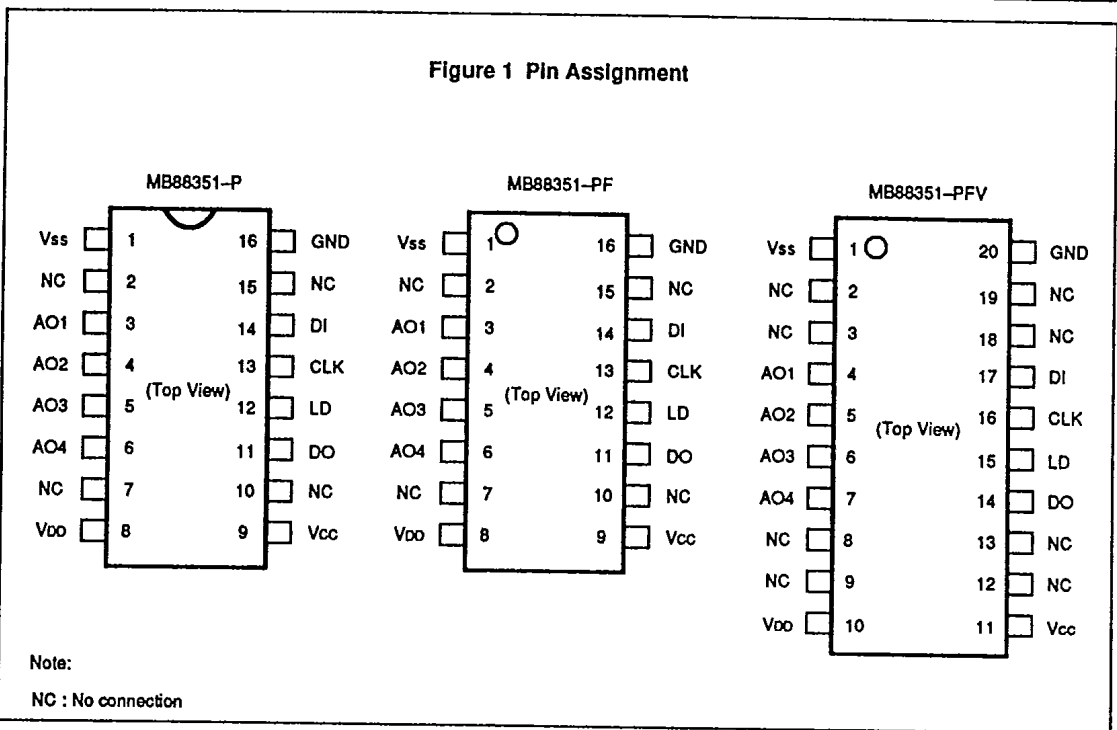 Figure 1 Pin Assignment
MB88351–P
Vss 1 16 GND
NC 2 15 NC
AO1 3 14 DI
AO2 4 13 CLK
(Top View)
AO3 5 12 LD
AO4 6 11 DO
NC 7 10 NC
VDD 8 9 Vcc
MB88351–PF
Vss 1 16 GND
NC 2 15 NC
AO1 3 14 DI
AO2 4 13 CLK
(Top View)
AO3 5 12 LD
AO4 6 11 DO
NC 7 10 NC
VDD 8 9 Vcc
MB88351–PFV
Vss 1 20 GND
NC 2 19 NC
NC 3 18 NC
AO1 4 17 DI
AO2 5 16 CLK
(Top View)
AO3 6 15 LD
AO4 7 14 DO
NC 8 13 NC
NC 9 12 NC
VDD 10 11 Vcc
Note:
NC : No connection